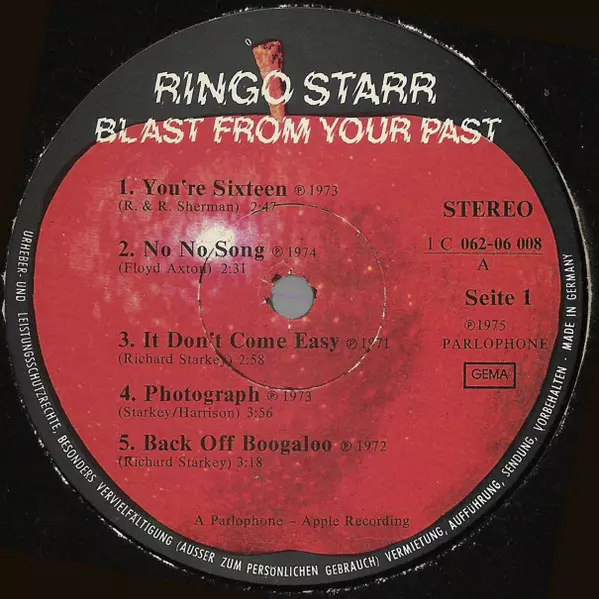 RINGO STARR
BLAST FROM YOUR PAST
1. You're Sixteen ℗ 1973
(R. & R. Sherman) 2:47
2. No No Song ℗ 1974
(Floyd Axton) 2:31
3. It Don't Come Easy ℗ 1971
(Richard Starkey) 2:58
4. Photograph ℗ 1973
(Starkey/Harrison) 3:56
5. Back Off Boogaloo ℗ 1972
(Richard Starkey) 3:18
STEREO
1 C 062-06 008
A
Seite 1
℗ 1975
PARLOPHONE
GEMA
A Parlophone – Apple Recording
URHEBER- UND LEISTUNGSSCHUTZRECHTE, BESONDERS VERVIELFÄLTIGUNG (AUSSER ZUM PERSÖNLICHEN GEBRAUCH) VERMIETUNG, AUFFÜHRUNG, SENDUNG, VORBEHALTEN · MADE IN GERMANY